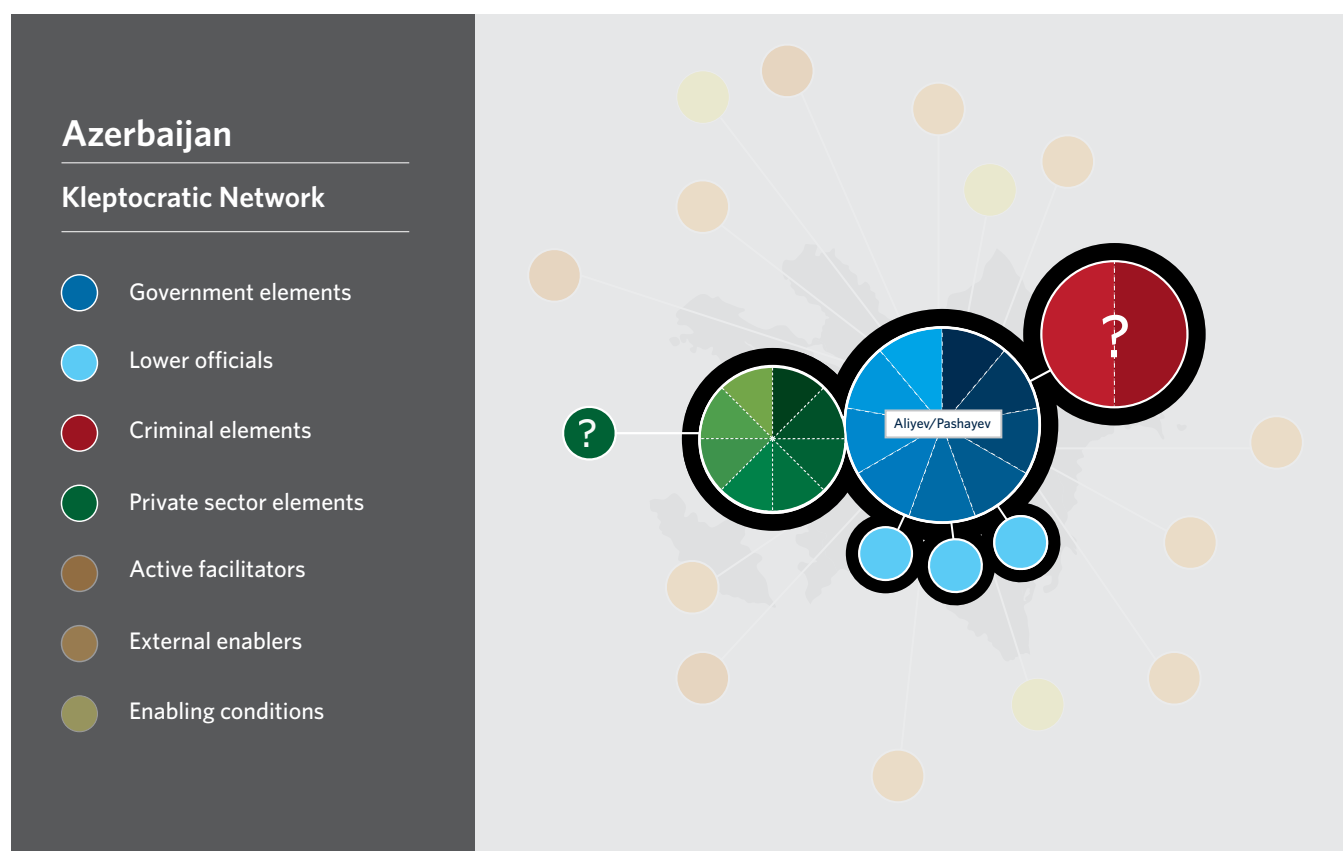 Azerbaijan
Kleptocratic Network
Government elements
Lower officials
Criminal elements
Private sector elements
Active facilitators
External enablers
Enabling conditions
?
Aliyev/Pashayev
?